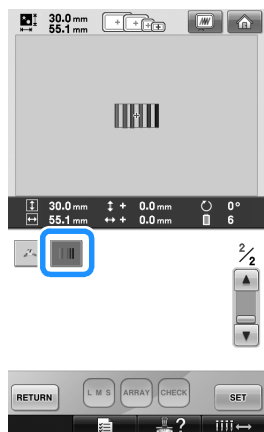 30.0 mm
55.1 mm
30.0 mm + 0.0 mm 0°
55.1 mm + 0.0 mm 6
2/2
RETURN L M S ARRAY CHECK SET
?